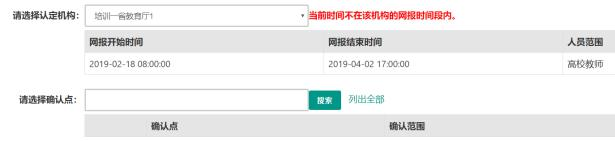 请选择认定机构： 培训一省教育厅1 当前时间不在该机构的网报时间段内。
网报开始时间 网报结束时间 人员范围
2019-02-18 08:00:00 2019-04-02 17:00:00 高校教师
请选择确认点： 搜索 列出全部
确认点 确认范围